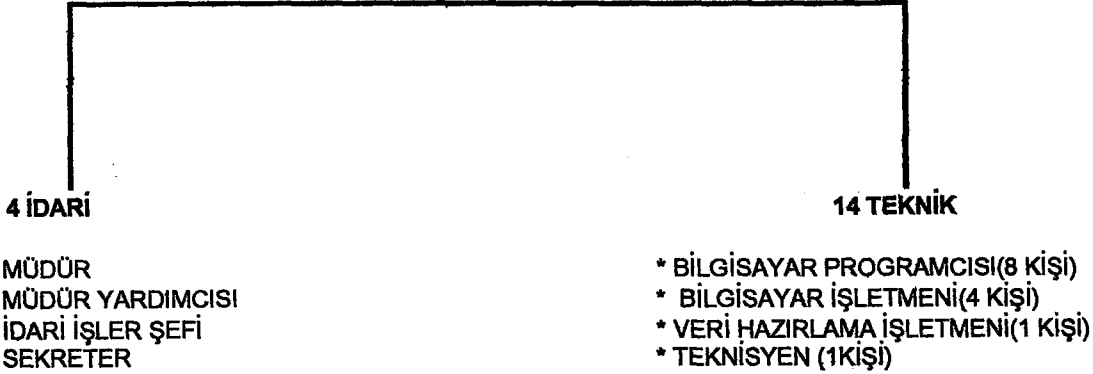 4 İDARİ
MÜDÜR
MÜDÜR YARDIMCISI
İDARİ İŞLER ŞEFİ
SEKRETER
14 TEKNİK
* BİLGİSAYAR PROGRAMCISI(8 KİŞİ)
* BİLGİSAYAR İŞLETMENİ(4 KİŞİ)
* VERİ HAZIRLAMA İŞLETMENİ(1 KİŞİ)
* TEKNİSYEN (1KİŞİ)